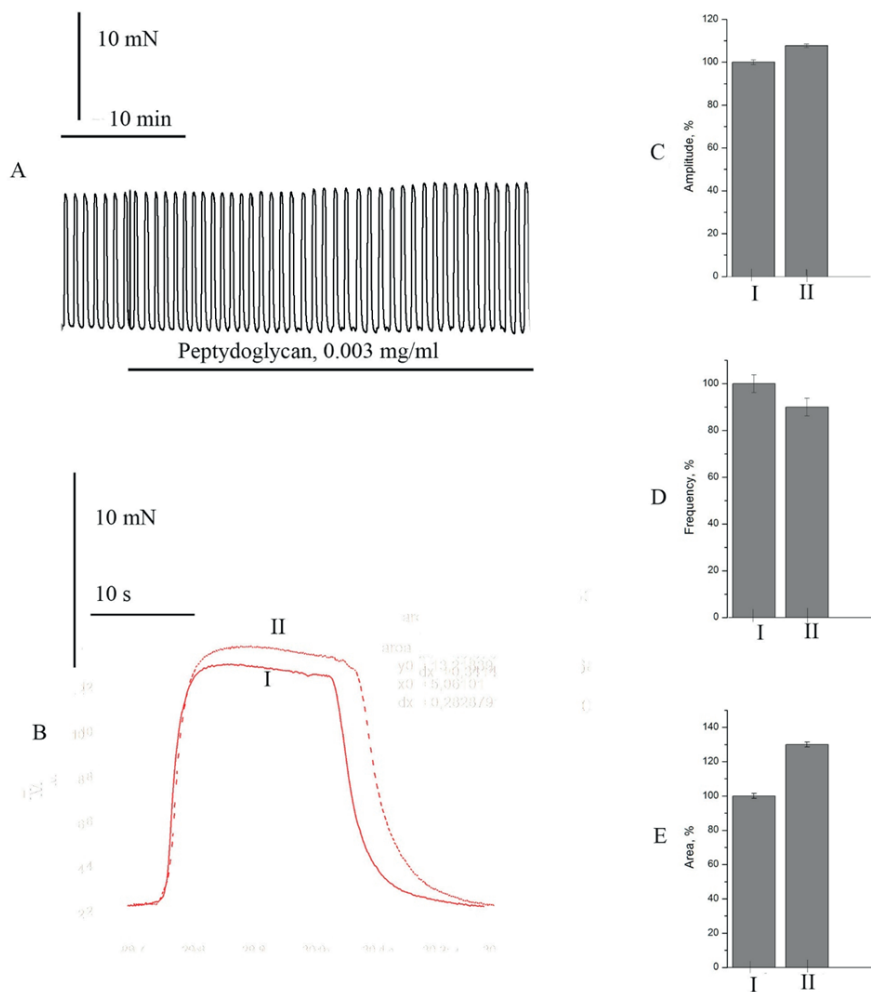 10 mN
10 min
A
Peptydoglycan, 0.003 mg/ml
10 mN
10 s
II
I
area
B
C
Amplitude, %
120
100
80
60
40
20
0
I
II
D
Frequency, %
100
80
60
40
20
0
I
II
E
Area, %
140
130
120
100
80
60
40
20
0
I
II